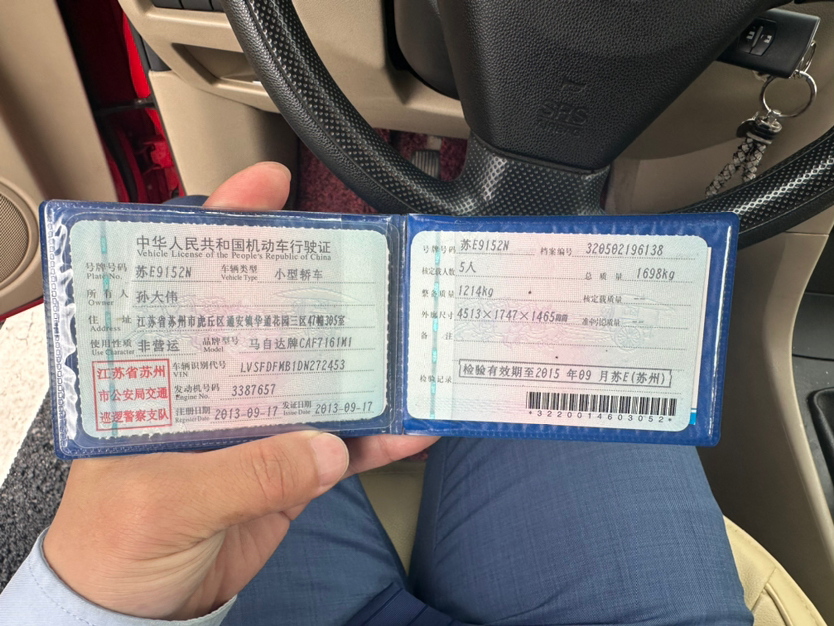 中华人民共和国机动车行驶证
Vehicle License of the People's Republic of China
号牌号码 苏E9152N 车辆类型 小型轿车
Plate No. Vehicle Type
所有人 孙大伟
Owner
住址 江苏省苏州市虎丘区通安镇华通花园三区47幢305室
Address
使用性质 非营运 品牌型号 马自达牌CAF7161M1
Use Character Model
江苏省苏州
市公安局交通
巡逻警察支队
车辆识别代号 LVSFDFMB1DN272453
VIN
发动机号码 3387657
Engine No.
注册日期 2013-09-17 发证日期 2013-09-17
Register Date Issue Date
号牌号码 苏E9152N 档案编号 320502196138
核定载人数 5人 总质量 1698kg
整备质量 1214kg 核定载质量 --
外廓尺寸 4513×1747×1465mm 准牵引总质量 --
备注
检验记录 检验有效期至2015年09月苏E(苏州)
*3220014603052*
SRS